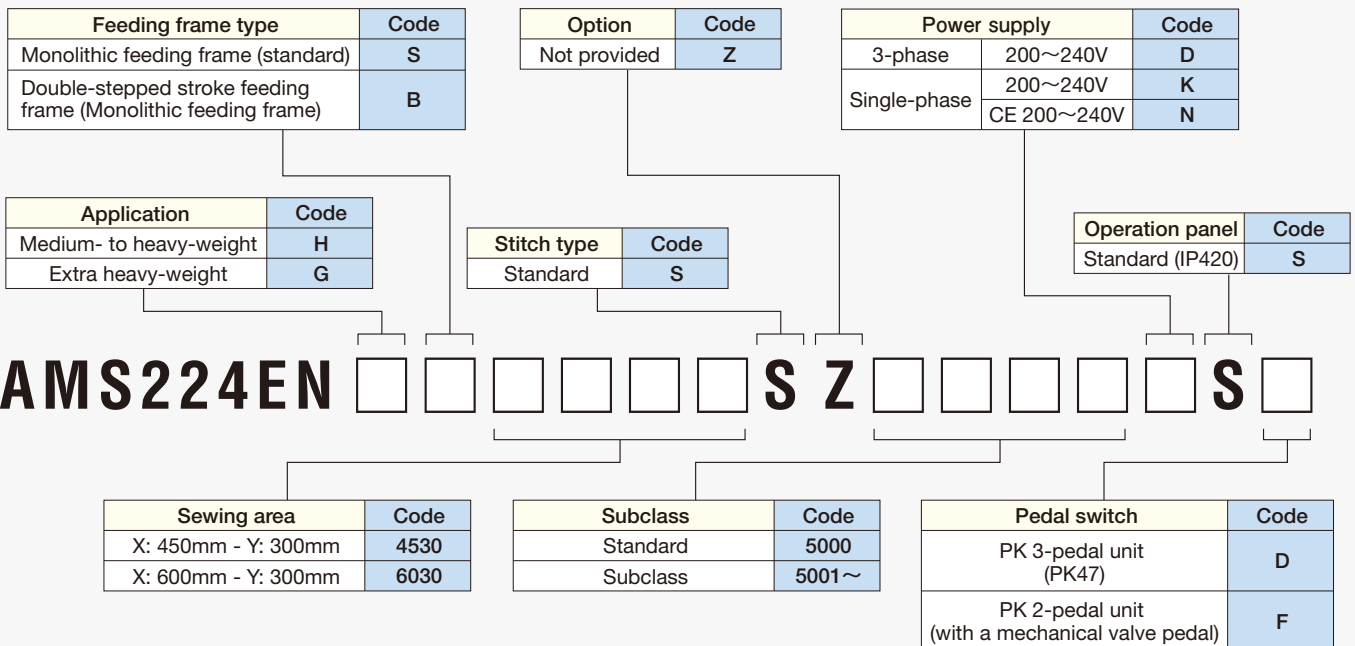 Feeding frame type Code
Monolithic feeding frame (standard) S
Double-stepped stroke feeding
frame (Monolithic feeding frame) B
Option Code
Not provided Z
Power supply Code
3-phase 200～240V D
Single-phase 200～240V K
CE 200～240V N
Application Code
Medium- to heavy-weight H
Extra heavy-weight G
Stitch type Code
Standard S
Operation panel Code
Standard (IP420) S
AMS224EN□□□□□□SZ□□□□□S□
Sewing area Code
X: 450mm - Y: 300mm 4530
X: 600mm - Y: 300mm 6030
Subclass Code
Standard 5000
Subclass 5001～
Pedal switch Code
PK 3-pedal unit
(PK47) D
PK 2-pedal unit
(with a mechanical valve pedal) F